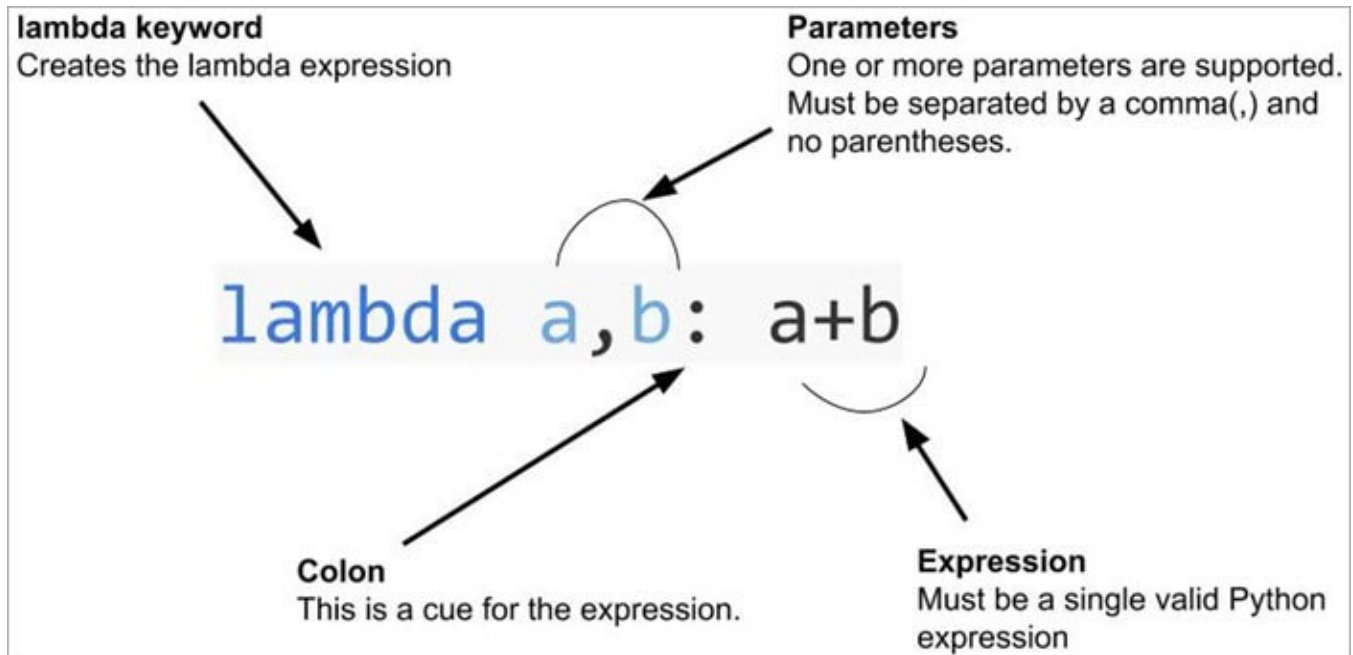 lambda keyword
Creates the lambda expression
Parameters
One or more parameters are supported.
Must be separated by a comma(,) and
no parentheses.
lambda a,b: a+b
Colon
This is a cue for the expression.
Expression
Must be a single valid Python
expression